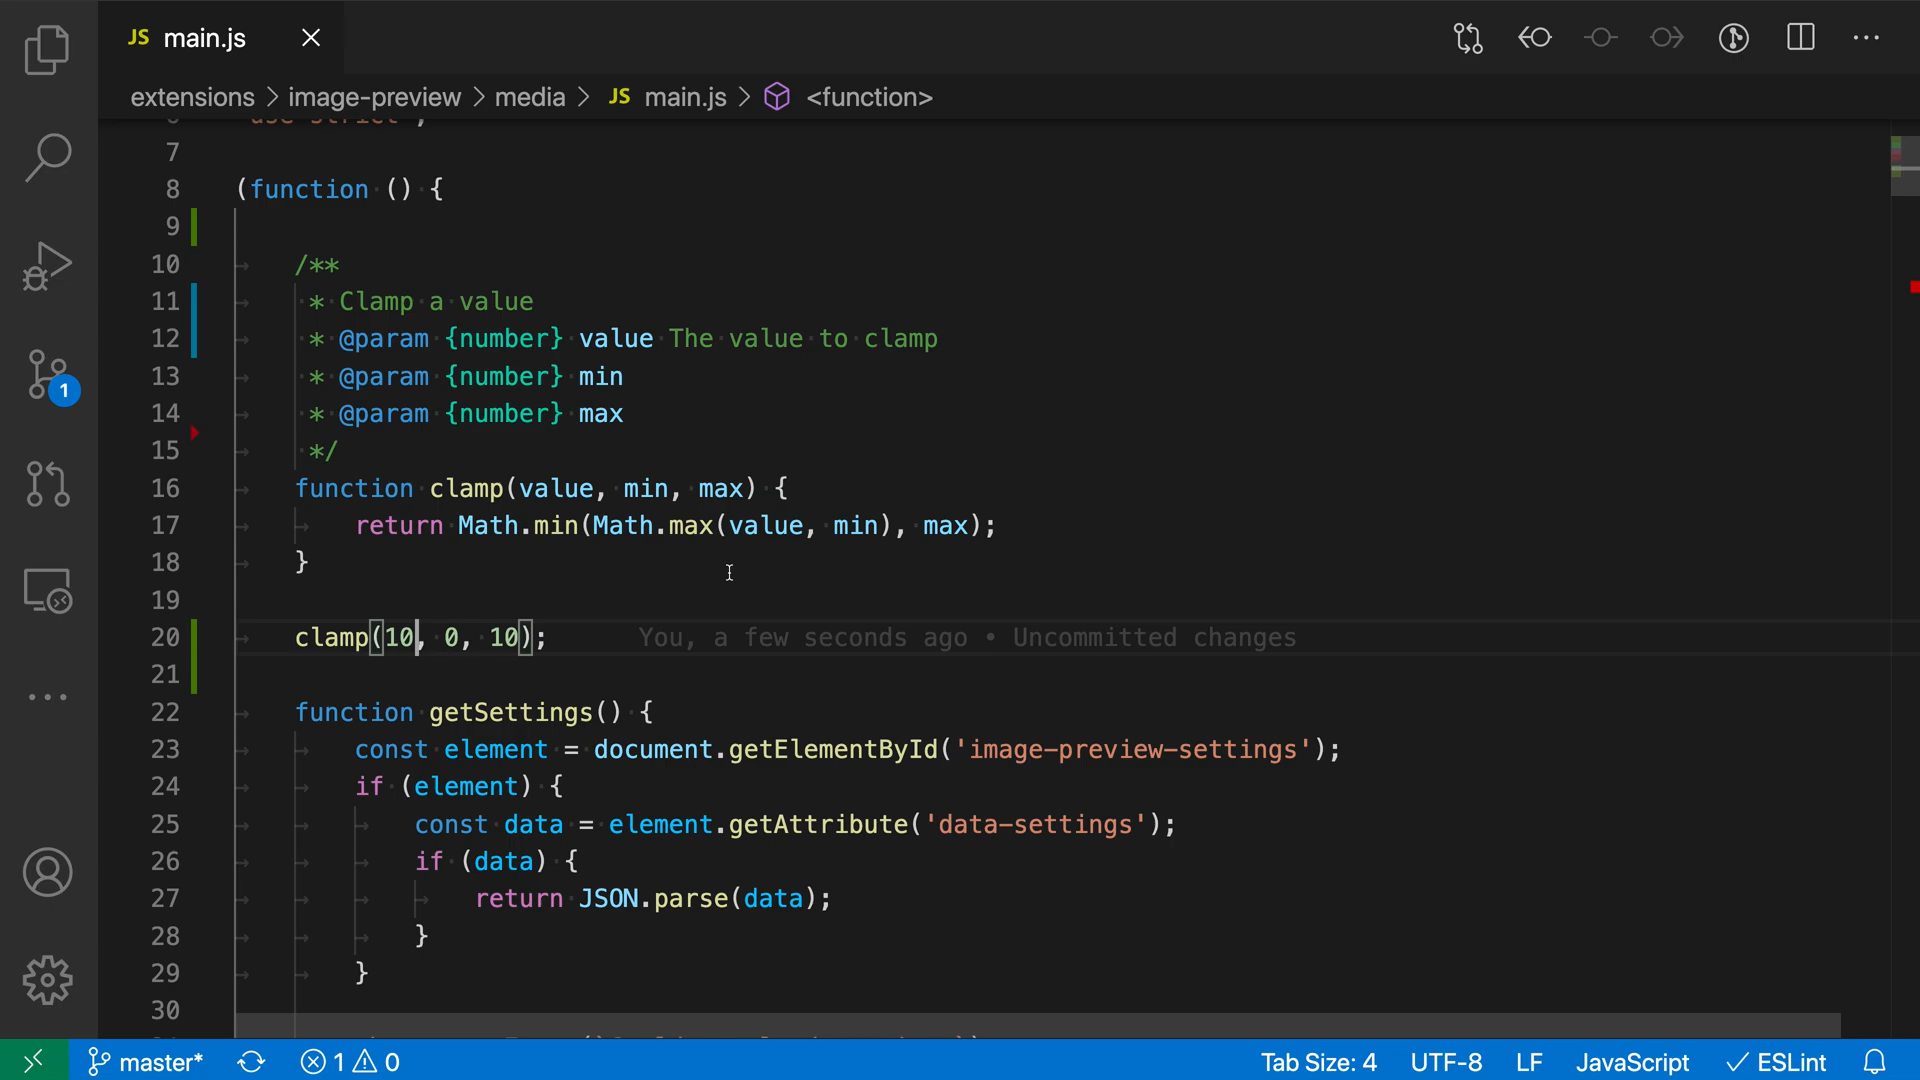 JS main.js
extensions > image-preview > media > JS main.js > <function>
'use strict';
7
8 (function () {
9
10 /**
11 * Clamp a value
12 * @param {number} value The value to clamp
13 * @param {number} min
14 * @param {number} max
15 */
16 function clamp(value, min, max) {
17 return Math.min(Math.max(value, min), max);
18 }
19
20 clamp(10, 0, 10); You, a few seconds ago • Uncommitted changes
21
22 function getSettings() {
23 const element = document.getElementById('image-preview-settings');
24 if (element) {
25 const data = element.getAttribute('data-settings');
26 if (data) {
27 return JSON.parse(data);
28 }
29 }
30
1
master* 1 0 Tab Size: 4 UTF-8 LF JavaScript ESLint